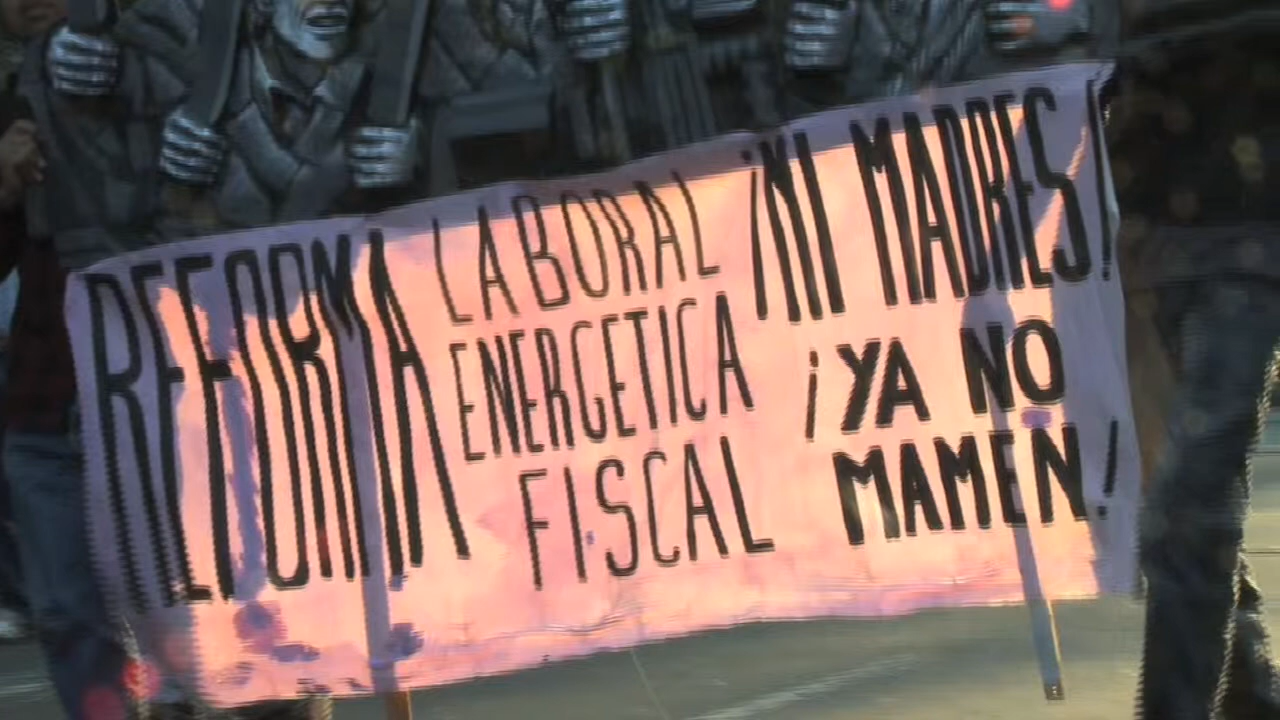 REFORMA
LABORAL
ENERGETICA
FISCAL
¡NI MADRES!
¡YA NO
MAMEN!